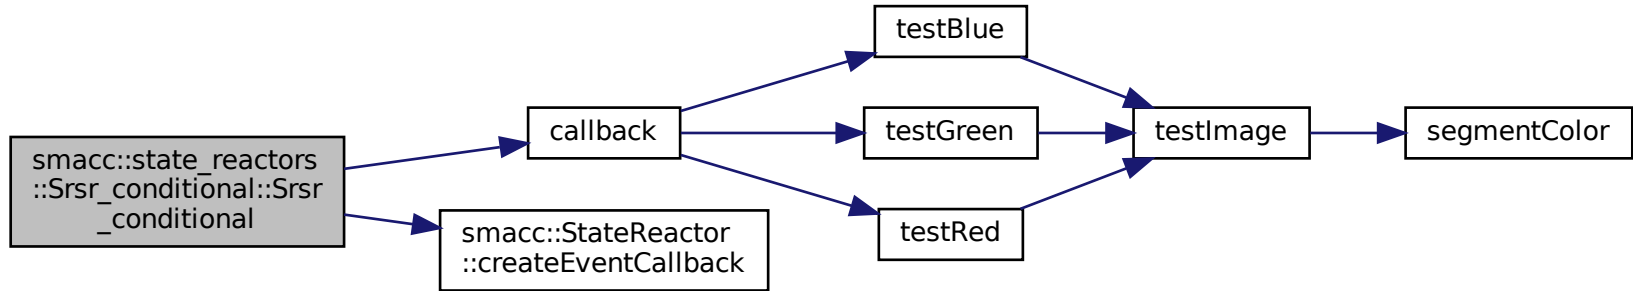 smacc::state_reactors
::Srsr_conditional::Srsr
_conditional
callback
smacc::StateReactor
::createEventCallback
testBlue
testGreen
testRed
testImage
segmentColor